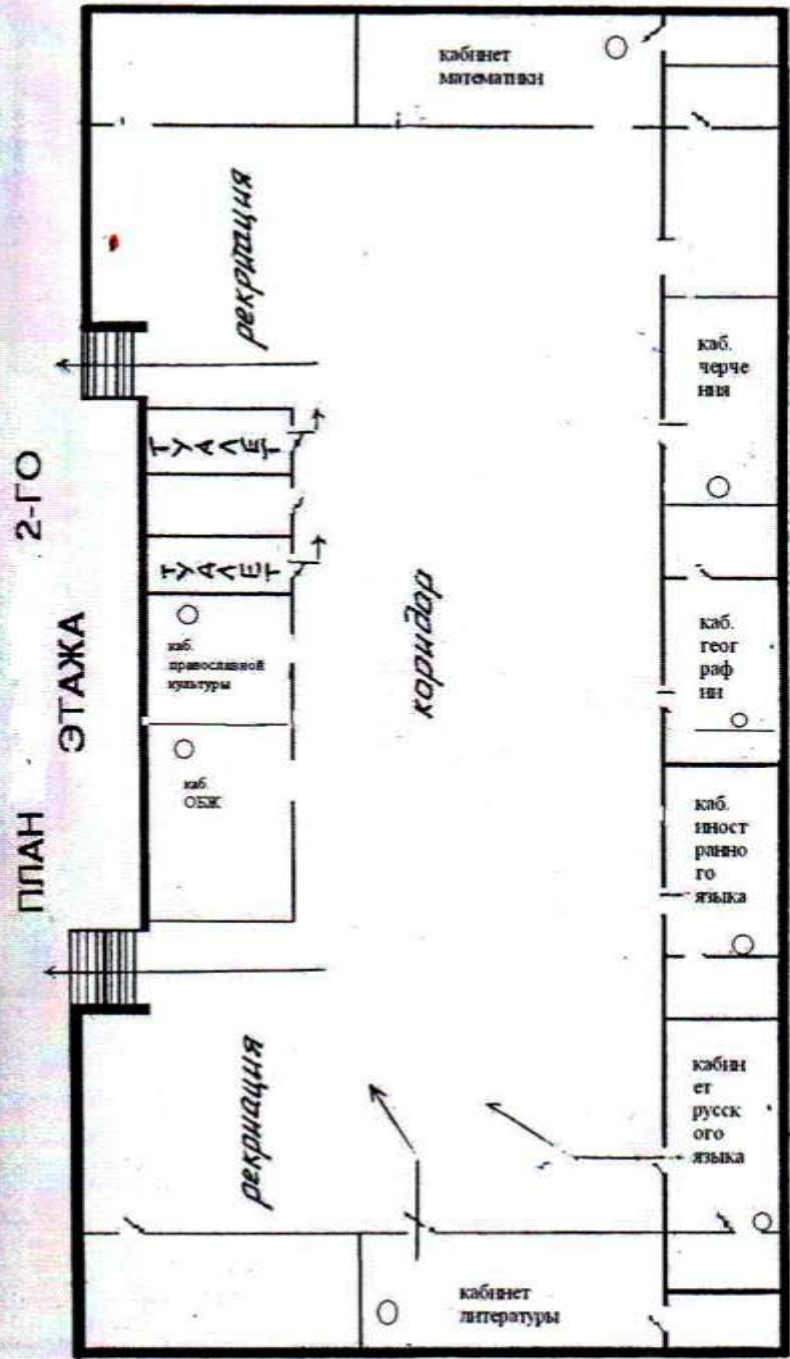 ПЛАН ЭТАЖА 2-ГО
кабинет
математики
рекриация
каб.
черче
ния
ТУАЛЕТ
ТУАЛЕТ
каб.
православной
культуры
коридор
каб.
геог
раф
ии
каб.
ОБЖ
каб.
иност
ранно
го
языка
рекриация
кабин
ет
русск
ого
языка
кабинет
литературы